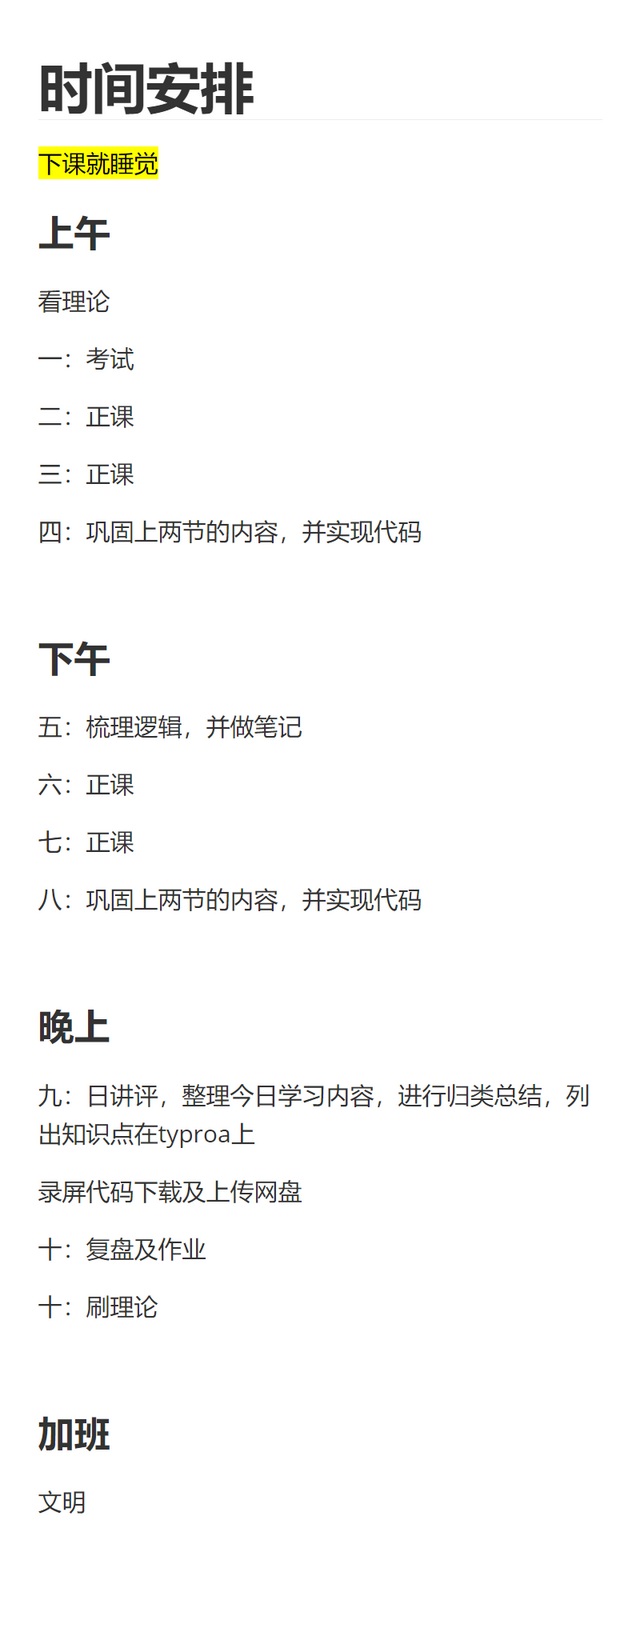 时间安排
下课就睡觉
上午
看理论
一：考试
二：正课
三：正课
四：巩固上两节的内容，并实现代码
下午
五：梳理逻辑，并做笔记
六：正课
七：正课
八：巩固上两节的内容，并实现代码
晚上
九：日讲评，整理今日学习内容，进行归类总结，列
出知识点在typroa上
录屏代码下载及上传网盘
十：复盘及作业
十：刷理论
加班
文明